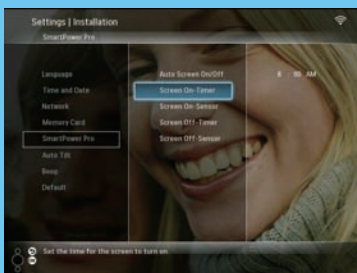 Settings | Installation
SmartPower Pro
Language
Time and Date
Network
Memory Card
SmartPower Pro
Auto Tilt
Beep
Default
Auto Screen On/Off
Screen On-Timer
Screen On-Sensor
Screen Off-Timer
Screen Off-Sensor
8 : 00 AM
Set the time for the screen to turn on.